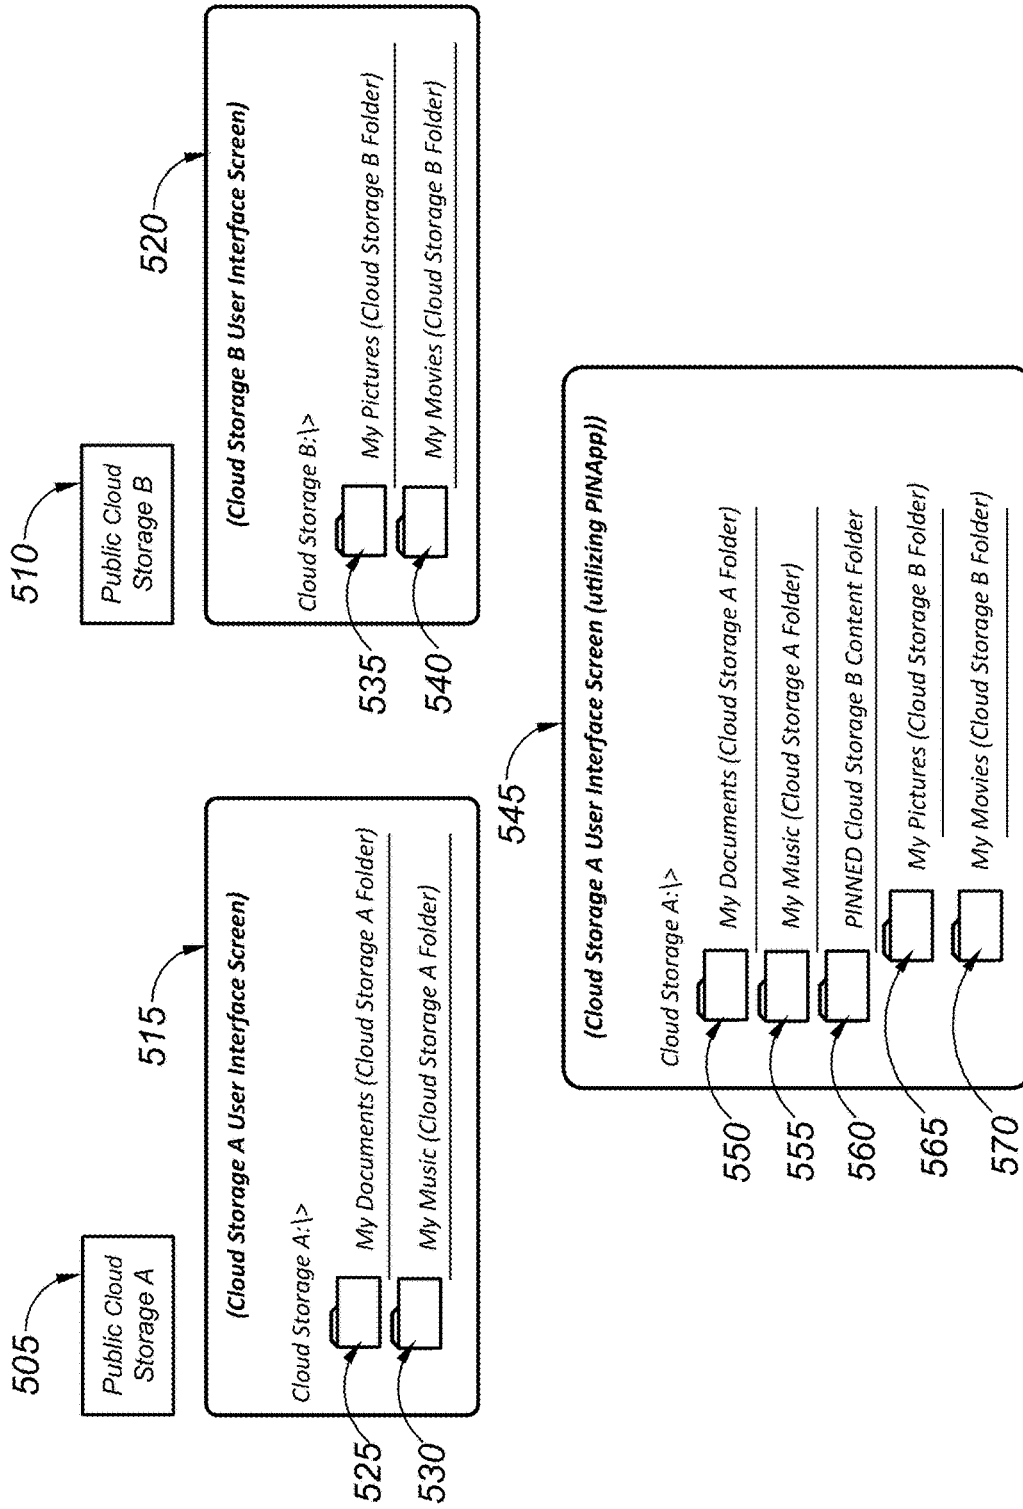 505
Public Cloud
Storage A
515
(Cloud Storage A User Interface Screen)
Cloud Storage A:\>
525
My Documents (Cloud Storage A Folder)
530
My Music (Cloud Storage A Folder)
510
Public Cloud
Storage B
520
(Cloud Storage B User Interface Screen)
Cloud Storage B:\>
535
My Pictures (Cloud Storage B Folder)
540
My Movies (Cloud Storage B Folder)
545
(Cloud Storage A User Interface Screen (utilizing PINApp))
Cloud Storage A:\>
550
My Documents (Cloud Storage A Folder)
555
My Music (Cloud Storage A Folder)
560
PINNED Cloud Storage B Content Folder
565
My Pictures (Cloud Storage B Folder)
570
My Movies (Cloud Storage B Folder)